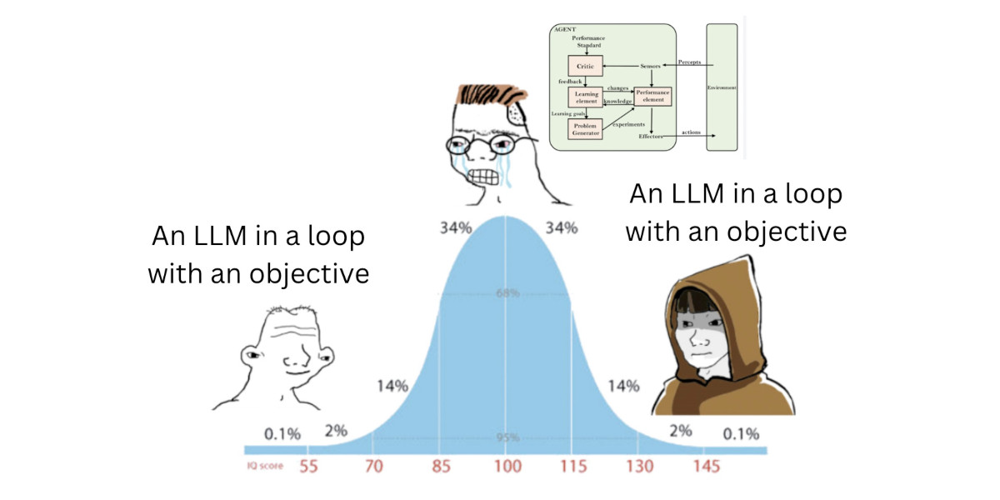 AGENT
Performance
Standard
Critic
Sensors
Percepts
feedback
changes
Learning
element
Performance
element
Environment
knowledge
Learning goals
Problem
Generator
experiments
Effectors
actions
An LLM in a loop
with an objective
An LLM in a loop
with an objective
34%
34%
68%
14%
14%
95%
0.1%
2%
2%
0.1%
IQ score
55
70
85
100
115
130
145